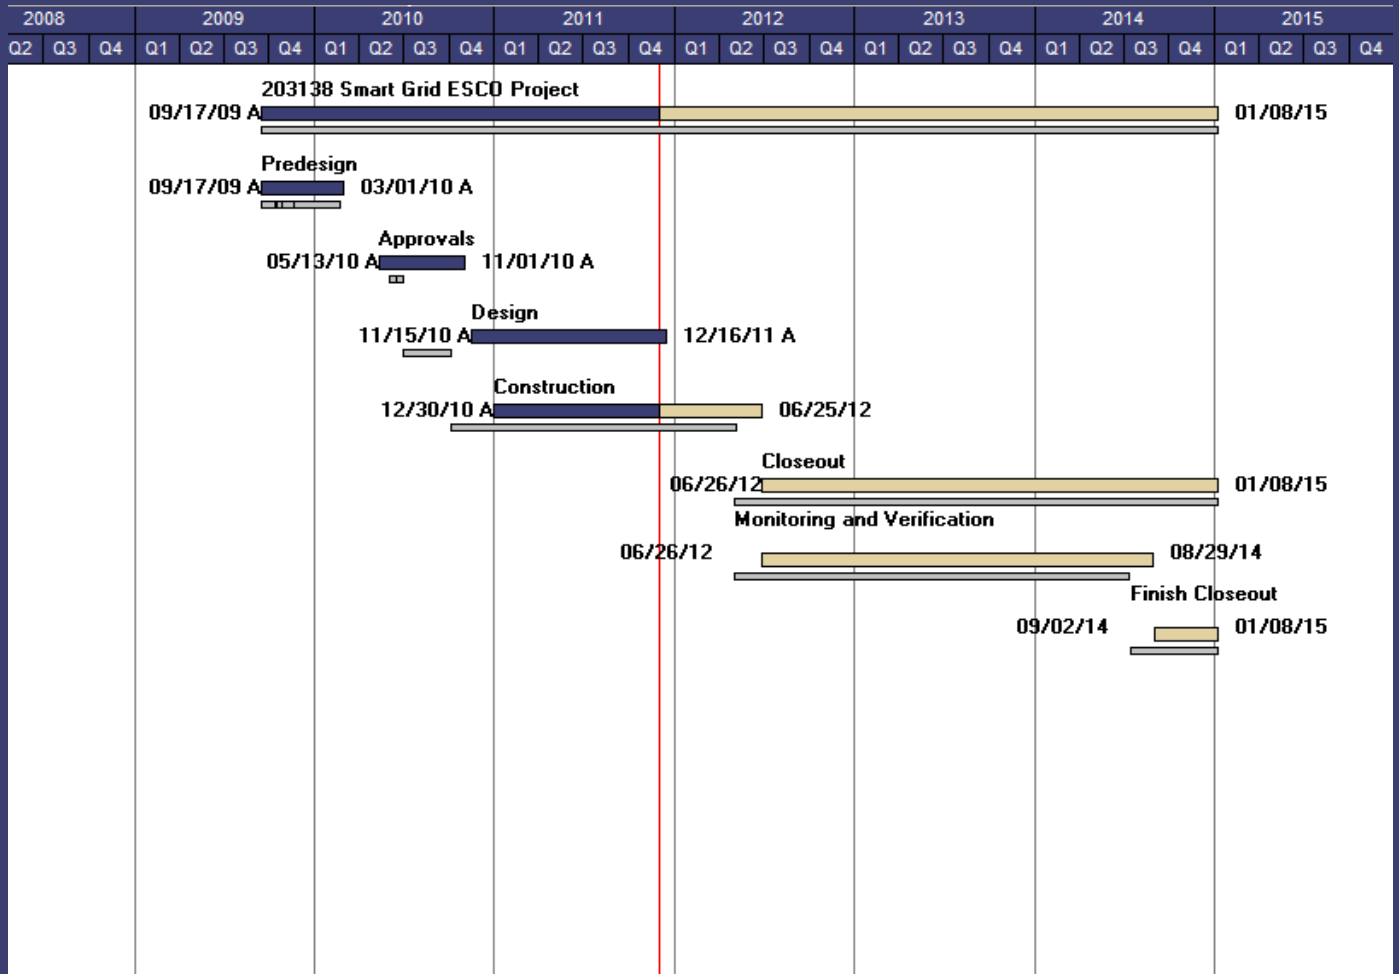 2008 2009 2010 2011 2012 2013 2014 2015
Q2 Q3 Q4 Q1 Q2 Q3 Q4 Q1 Q2 Q3 Q4 Q1 Q2 Q3 Q4 Q1 Q2 Q3 Q4 Q1 Q2 Q3 Q4 Q1 Q2 Q3 Q4 Q1 Q2 Q3 Q4
203138 Smart Grid ESCO Project
09/17/09 A 01/08/15
Predesign
09/17/09 A 03/01/10 A
Approvals
05/13/10 A 11/01/10 A
Design
11/15/10 A 12/16/11 A
Construction
12/30/10 A 06/25/12
Closeout
06/26/12 01/08/15
Monitoring and Verification
06/26/12 08/29/14
Finish Closeout
09/02/14 01/08/15